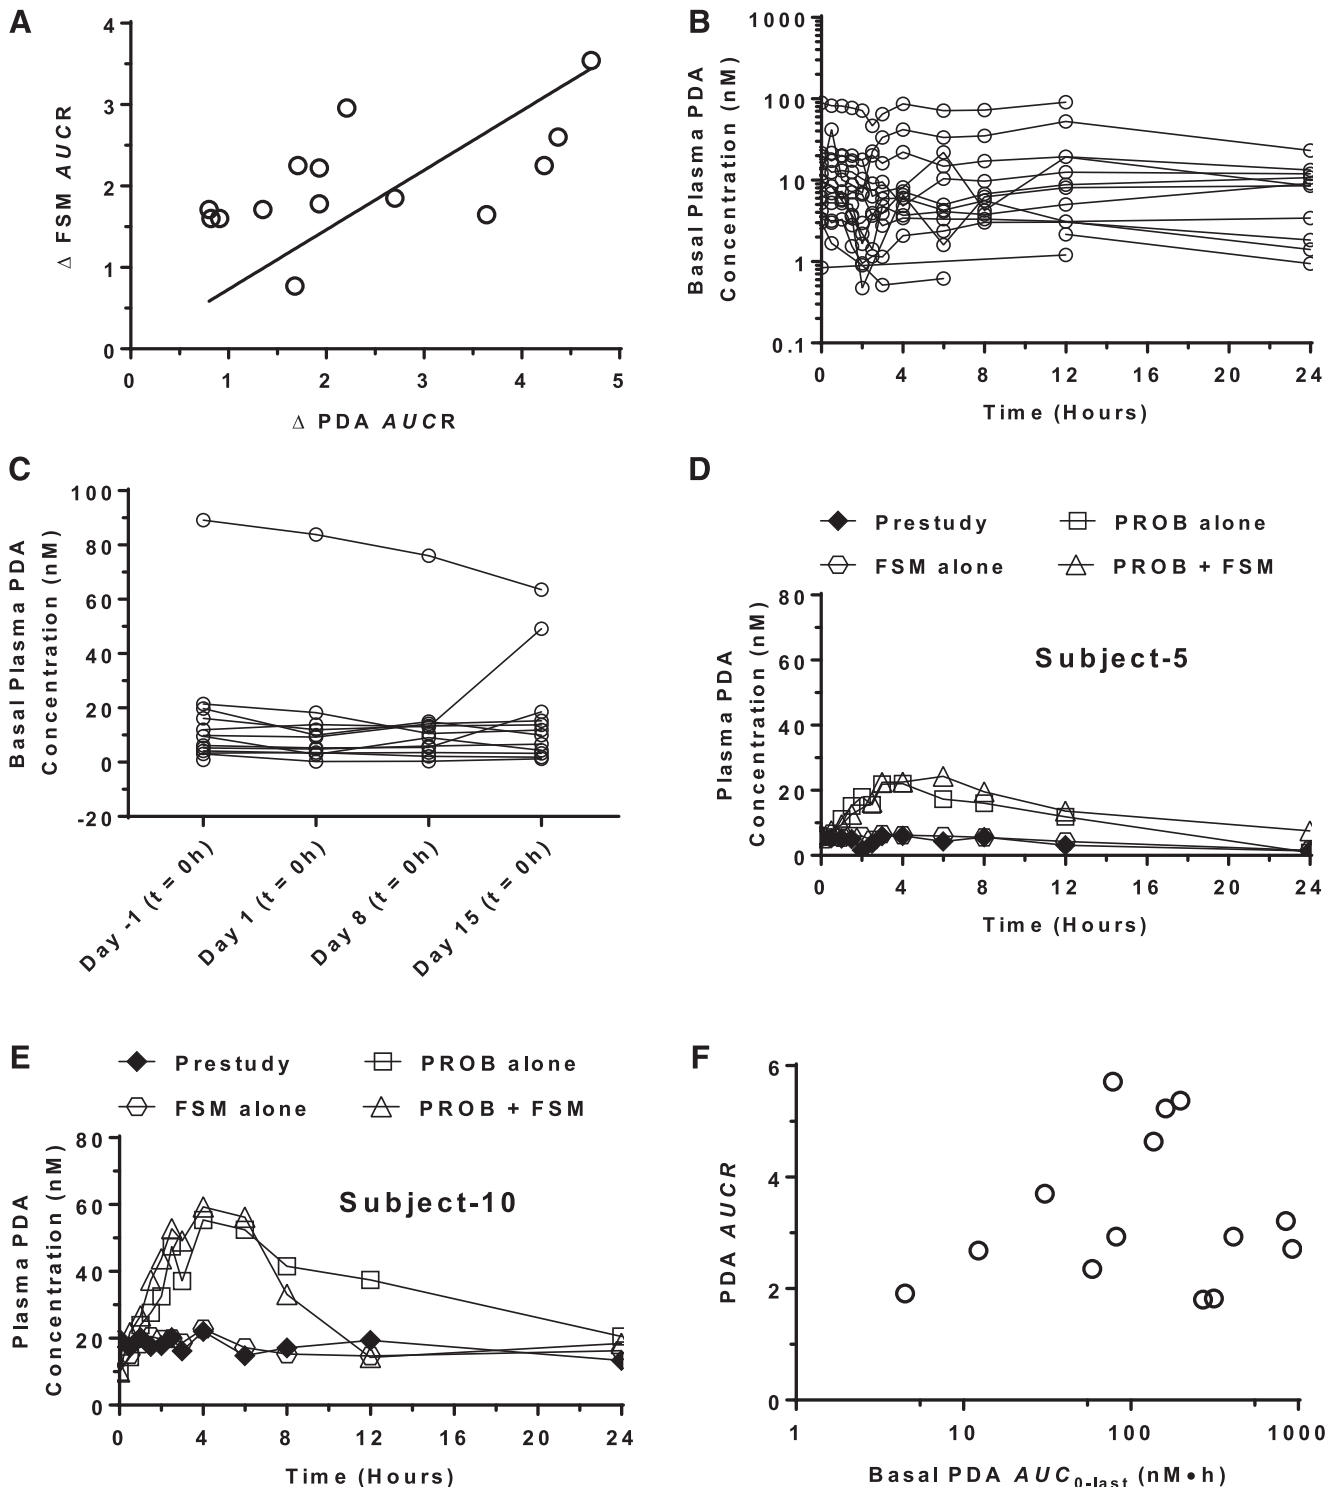 A
4
3
2
1
0
Δ FSM AUCR
0 1 2 3 4 5
Δ PDA AUCR
B
1000
100
10
1
0.1
Basal Plasma PDA
Concentration (nM)
0 4 8 12 16 20 24
Time (Hours)
C
100
80
60
40
20
0
-20
Basal Plasma PDA
Concentration (nM)
Day -1 (t = 0h)
Day 1 (t = 0h)
Day 8 (t = 0h)
Day 15 (t = 0h)
D
Prestudy
PROB alone
FSM alone
PROB + FSM
80
60
40
20
0
Plasma PDA
Concentration (nM)
Subject-5
0 4 8 12 16 20 24
Time (Hours)
E
Prestudy
PROB alone
FSM alone
PROB + FSM
80
60
40
20
0
Plasma PDA
Concentration (nM)
Subject-10
0 4 8 12 16 20 24
Time (Hours)
F
6
4
2
0
PDA AUCR
1 10 100 1000
Basal PDA AUC0-last (nM•h)